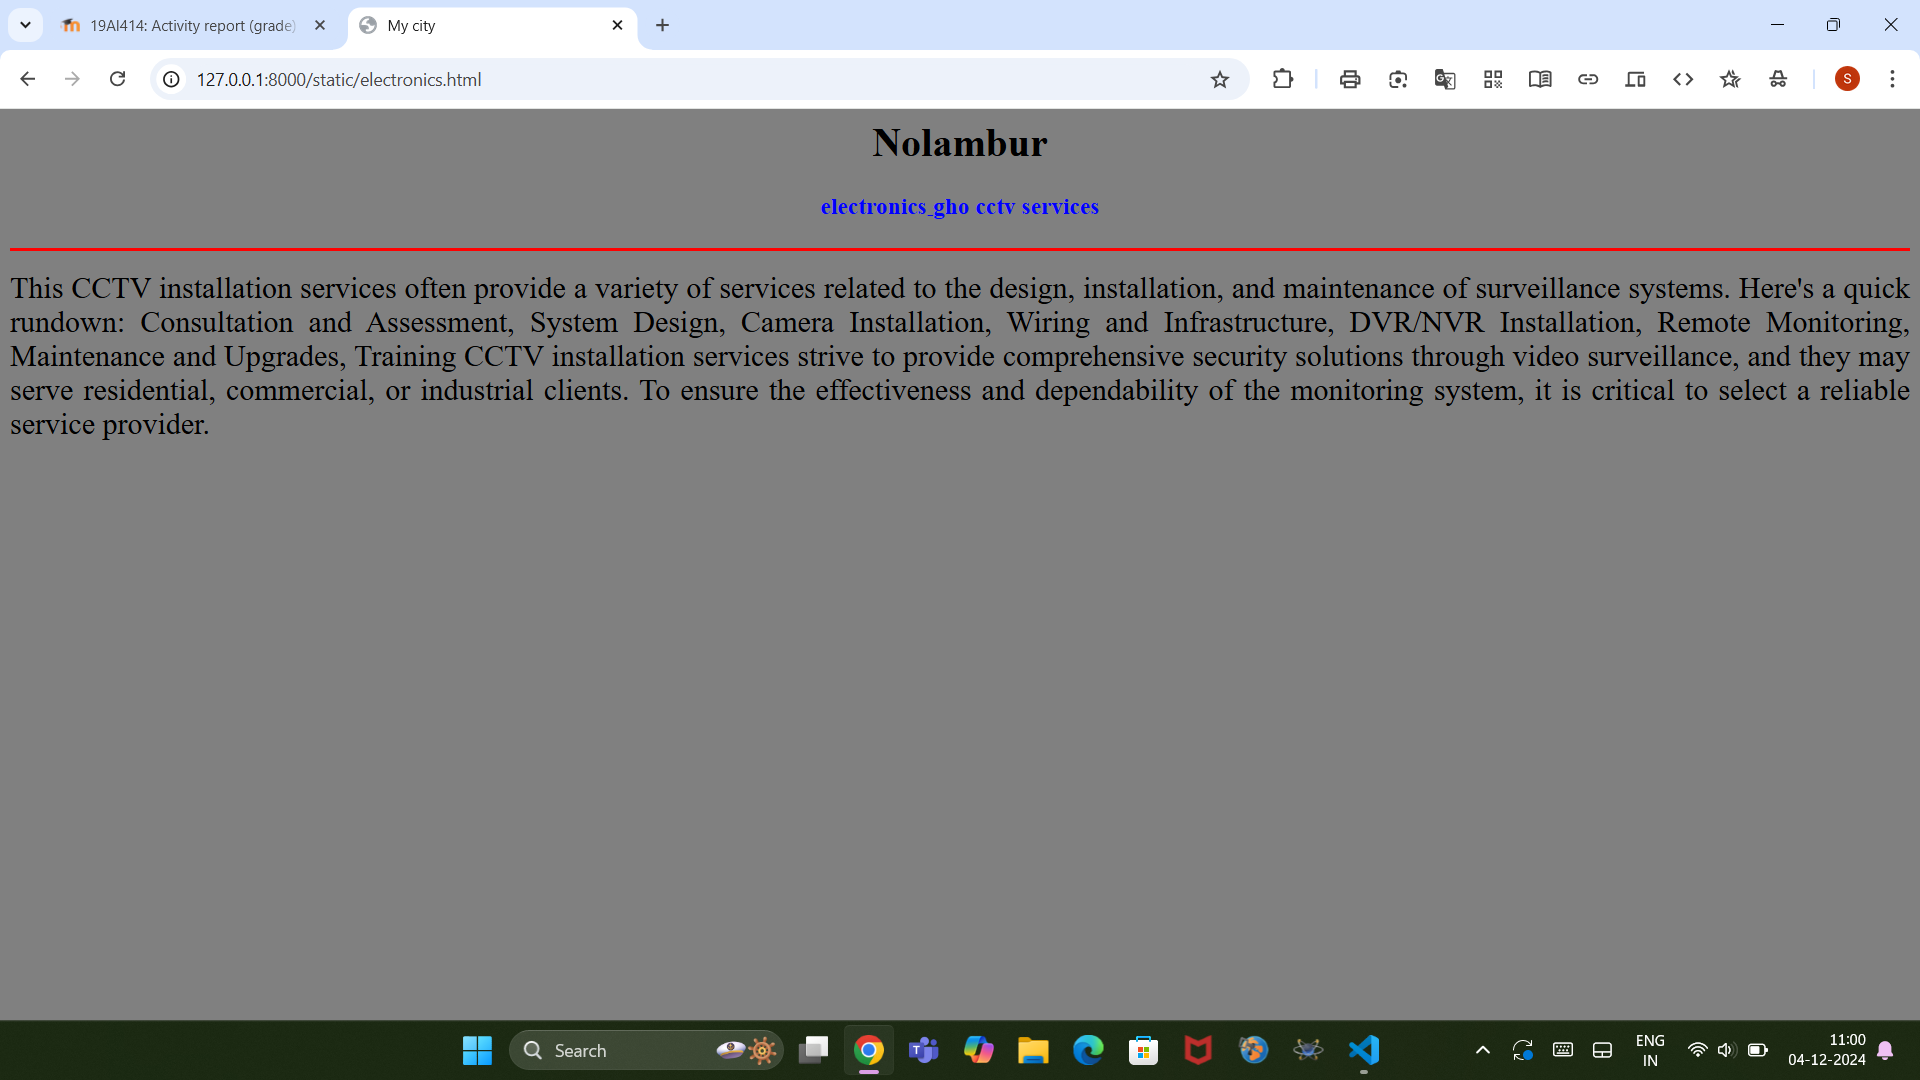 19AI414: Activity report (grade)
My city
127.0.0.1:8000/static/electronics.html
S
Nolambur
electronics_gho cctv services
This CCTV installation services often provide a variety of services related to the design, installation, and maintenance of surveillance systems. Here's a quick
rundown: Consultation and Assessment, System Design, Camera Installation, Wiring and Infrastructure, DVR/NVR Installation, Remote Monitoring,
Maintenance and Upgrades, Training CCTV installation services strive to provide comprehensive security solutions through video surveillance, and they may
serve residential, commercial, or industrial clients. To ensure the effectiveness and dependability of the monitoring system, it is critical to select a reliable
service provider.
Search
ENG
IN
11:00
04-12-2024